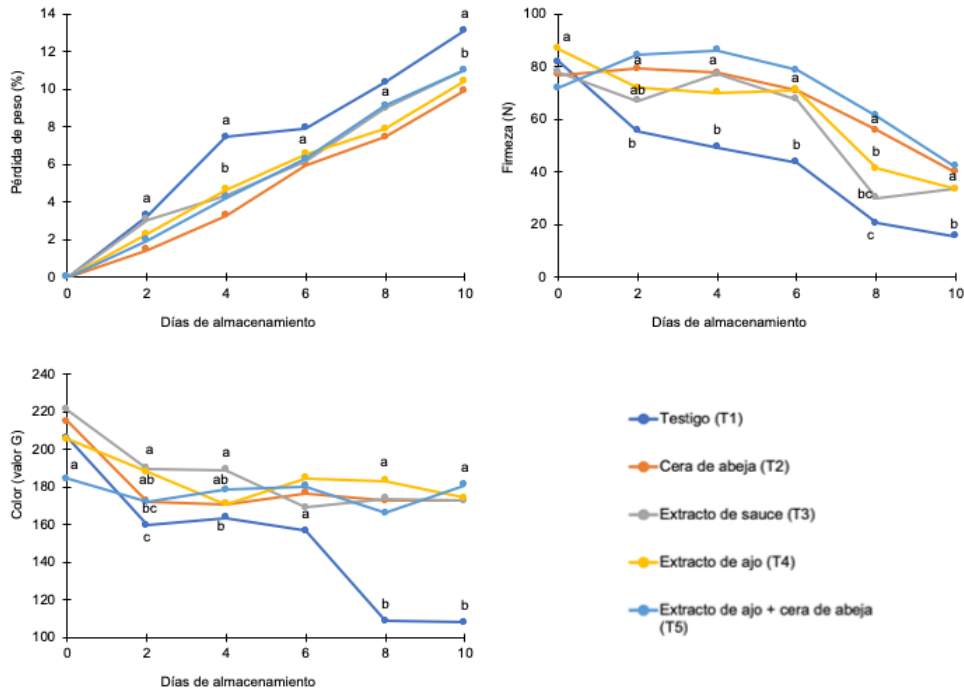 14
12
10
8
6
4
2
0
Pérdida de peso (%)
a
a
a
b
a
a
b
0
2
4
6
8
10
Días de almacenamiento
100
80
60
40
20
0
Firmeza (N)
a
a
ab
b
a
b
a
b
a
b
bc
c
a
b
0
2
4
6
8
10
Días de almacenamiento
240
220
200
180
160
140
120
100
Color (valor G)
a
a
ab
bc
c
a
ab
b
a
a
b
a
b
0
2
4
6
8
10
Días de almacenamiento
Testigo (T1)
Cera de abeja (T2)
Extracto de sauce (T3)
Extracto de ajo (T4)
Extracto de ajo + cera de abeja
(T5)